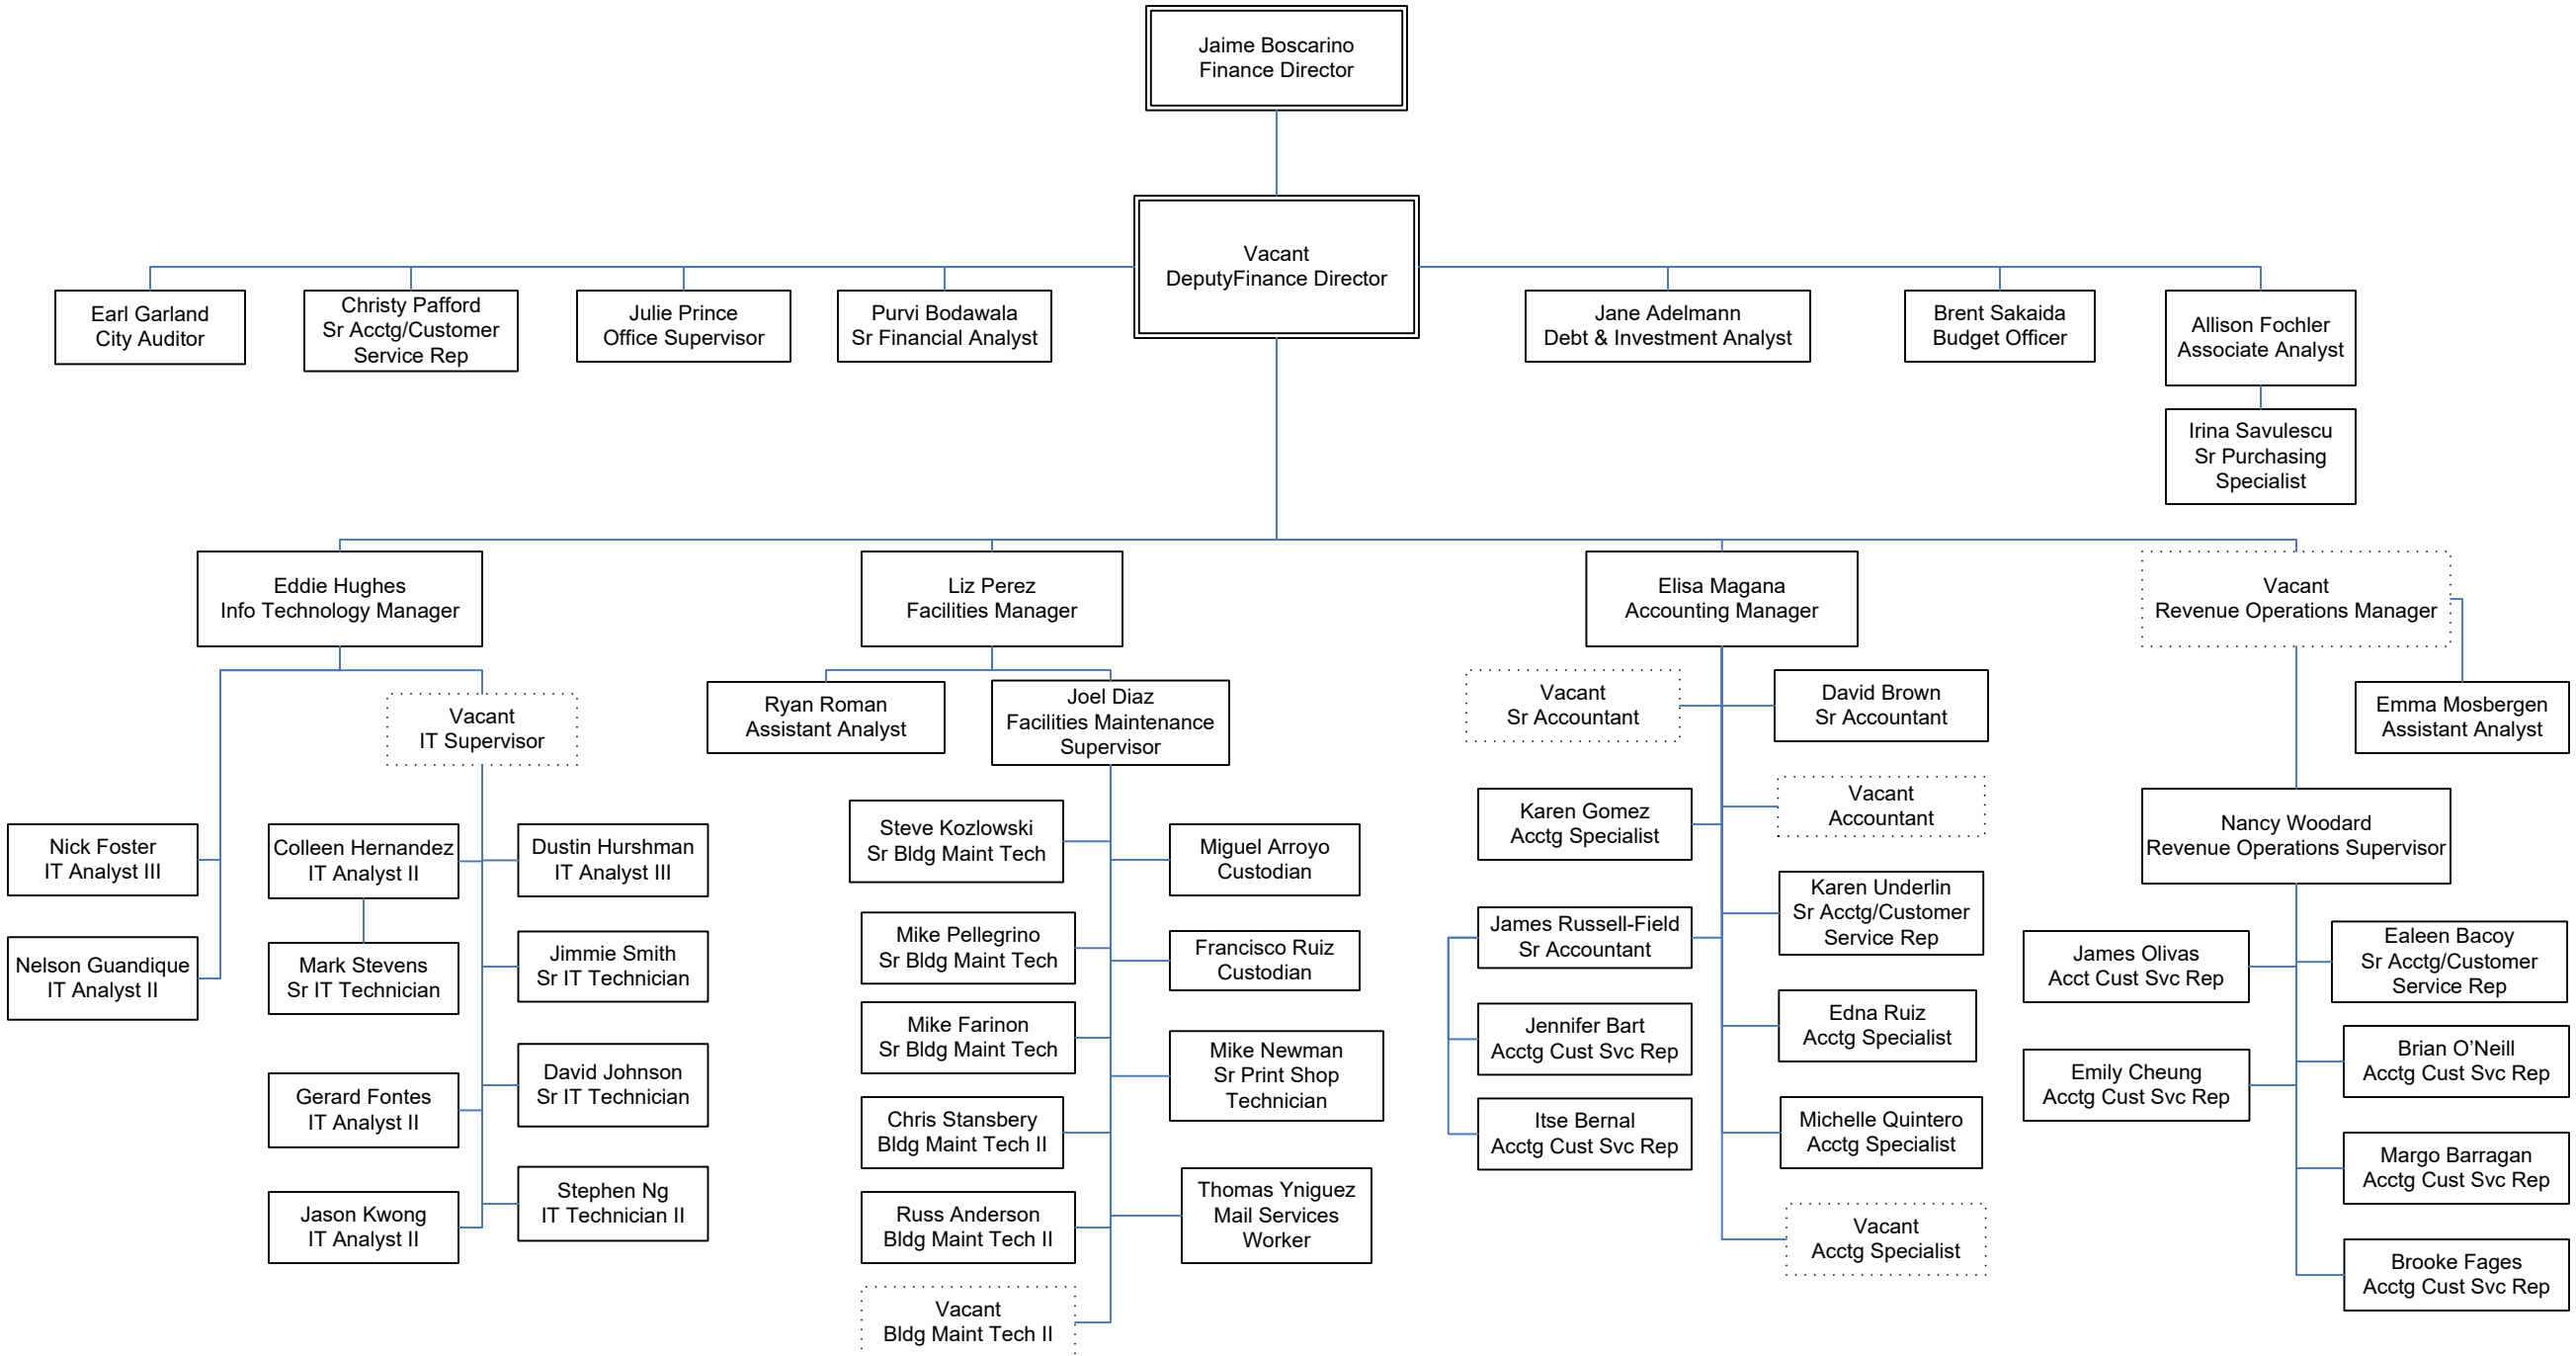 Jaime Boscarino
Finance Director
Vacant
DeputyFinance Director
Earl Garland
City Auditor
Christy Pafford
Sr Acctg/Customer
Service Rep
Julie Prince
Office Supervisor
Purvi Bodawala
Sr Financial Analyst
Jane Adelmann
Debt & Investment Analyst
Brent Sakaida
Budget Officer
Allison Fochler
Associate Analyst
Irina Savulescu
Sr Purchasing
Specialist
Eddie Hughes
Info Technology Manager
Liz Perez
Facilities Manager
Elisa Magana
Accounting Manager
Vacant
Revenue Operations Manager
Vacant
IT Supervisor
Nick Foster
IT Analyst III
Nelson Guandique
IT Analyst II
Colleen Hernandez
IT Analyst II
Mark Stevens
Sr IT Technician
Gerard Fontes
IT Analyst II
Jason Kwong
IT Analyst II
Dustin Hurshman
IT Analyst III
Jimmie Smith
Sr IT Technician
David Johnson
Sr IT Technician
Stephen Ng
IT Technician II
Ryan Roman
Assistant Analyst
Joel Diaz
Facilities Maintenance
Supervisor
Steve Kozlowski
Sr Bldg Maint Tech
Mike Pellegrino
Sr Bldg Maint Tech
Mike Farinon
Sr Bldg Maint Tech
Chris Stansbery
Bldg Maint Tech II
Russ Anderson
Bldg Maint Tech II
Vacant
Bldg Maint Tech II
Miguel Arroyo
Custodian
Francisco Ruiz
Custodian
Mike Newman
Sr Print Shop
Technician
Thomas Yniguez
Mail Services
Worker
Vacant
Sr Accountant
Karen Gomez
Acctg Specialist
James Russell-Field
Sr Accountant
Jennifer Bart
Acctg Cust Svc Rep
Itse Bernal
Acctg Cust Svc Rep
David Brown
Sr Accountant
Vacant
Accountant
Karen Underlin
Sr Acctg/Customer
Service Rep
Edna Ruiz
Acctg Specialist
Michelle Quintero
Acctg Specialist
Vacant
Acctg Specialist
Emma Mosbergen
Assistant Analyst
Nancy Woodard
Revenue Operations Supervisor
James Olivas
Acct Cust Svc Rep
Emily Cheung
Acctg Cust Svc Rep
Ealeen Bacoy
Sr Acctg/Customer
Service Rep
Brian O’Neill
Acctg Cust Svc Rep
Margo Barragan
Acctg Cust Svc Rep
Brooke Fages
Acctg Cust Svc Rep